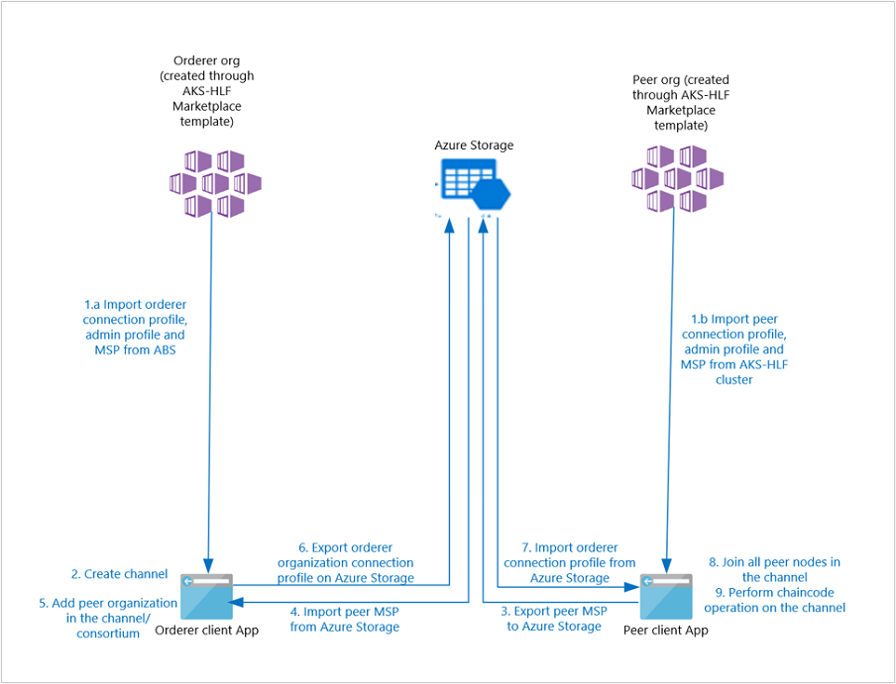 Orderer org
(created through
AKS-HLF
Marketplace
template)
Peer org (created
through AKS-HLF
Marketplace
template)
Azure Storage
1.a Import orderer
connection profile,
admin profile and
MSP from ABS
1.b Import peer
connection profile,
admin profile and
MSP from AKS-HLF
cluster
2. Create channel
5. Add peer organization
in the channel/
consortium
Orderer client App
6. Export orderer
organization connection
profile on Azure Storage
4. Import peer MSP
from Azure Storage
7. Import orderer
connection profile from
Azure Storage
3. Export peer MSP
to Azure Storage
Peer client App
8. Join all peer nodes in
the channel
9. Perform chaincode
operation on the channel